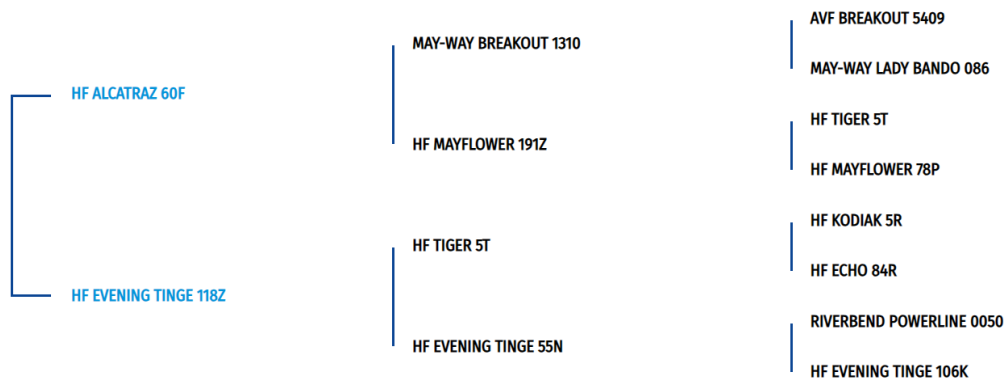 AVF BREAKOUT 5409
MAY-WAY BREAKOUT 1310
MAY-WAY LADY BANDO 086
HF ALCATRAZ 60F
HF TIGER 5T
HF MAYFLOWER 191Z
HF MAYFLOWER 78P
HF KODIAK 5R
HF TIGER 5T
HF ECHO 84R
HF EVENING TINGE 118Z
RIVERBEND POWERLINE 0050
HF EVENING TINGE 55N
HF EVENING TINGE 106K